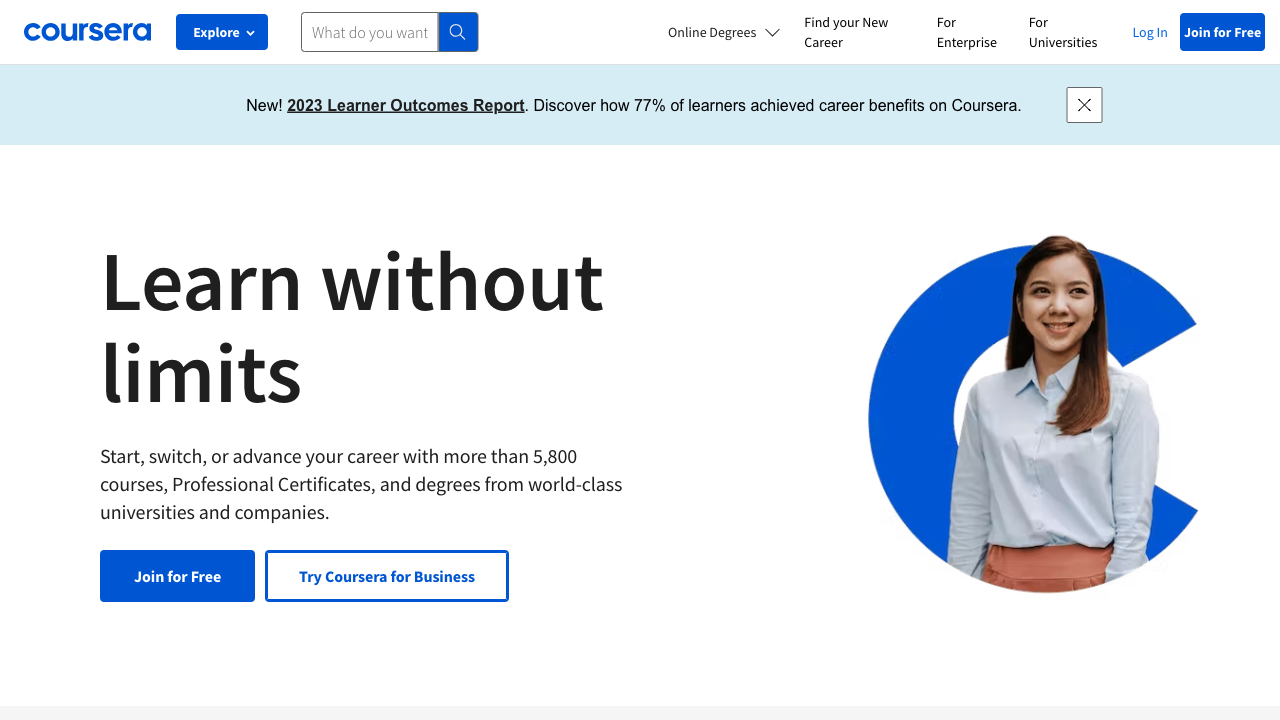 coursera
Explore
What do you want
Online Degrees
Find your New
Career
For
Enterprise
For
Universities
Log In
Join for Free
New! 2023 Learner Outcomes Report. Discover how 77% of learners achieved career benefits on Coursera.
Learn without
limits
Start, switch, or advance your career with more than 5,800
courses, Professional Certificates, and degrees from world-class
universities and companies.
Join for Free
Try Coursera for Business